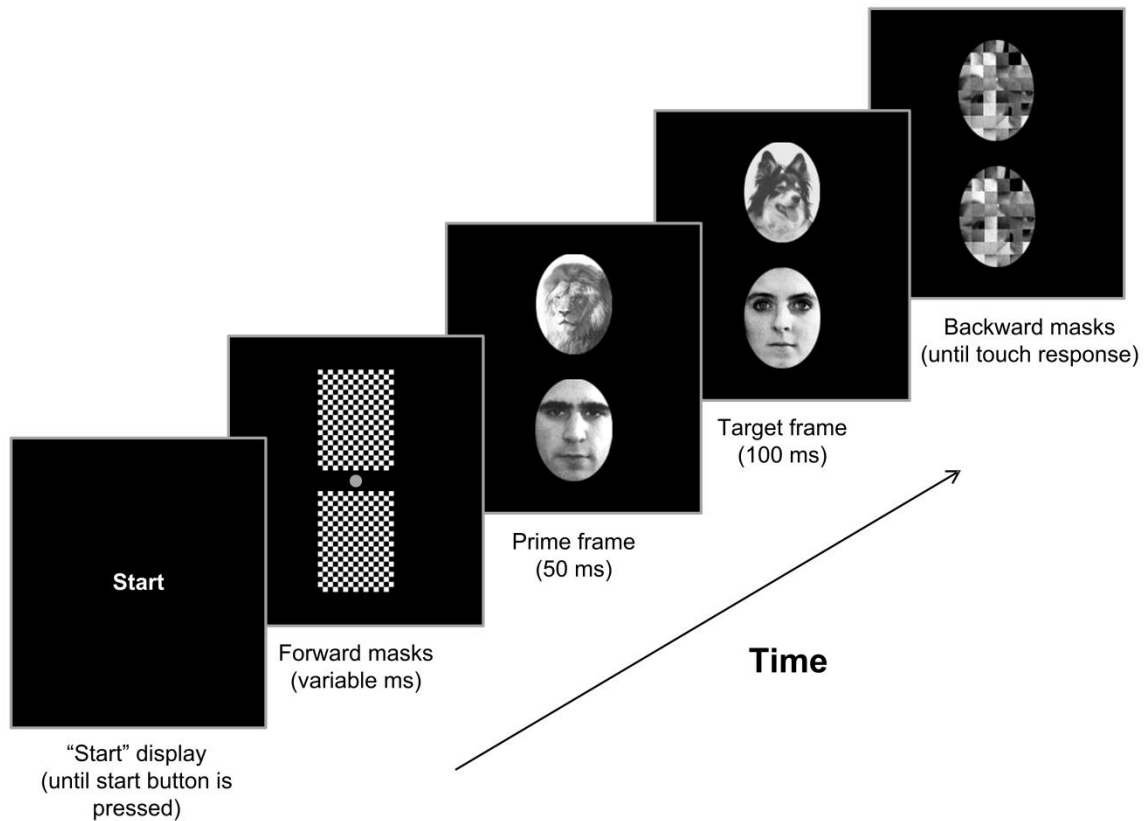 Start
“Start” display
(until start button is
pressed)
Forward masks
(variable ms)
Prime frame
(50 ms)
Target frame
(100 ms)
Backward masks
(until touch response)
Time